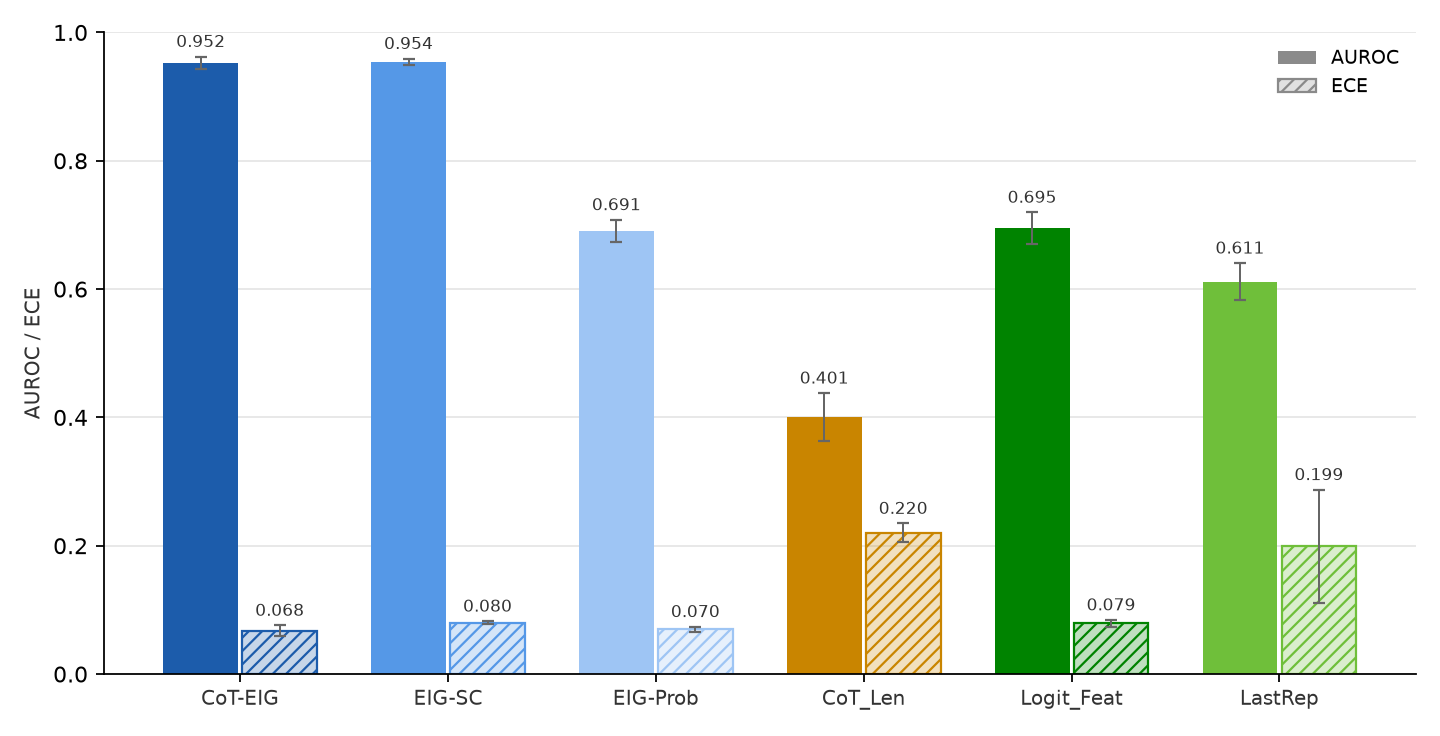 1.0
0.8
0.6
0.4
0.2
0.0
AUROC / ECE
0.952
0.068
0.954
0.080
0.691
0.070
0.401
0.220
0.695
0.079
0.611
0.199
AUROC
ECE
CoT-EIG
EIG-SC
EIG-Prob
CoT_Len
Logit_Feat
LastRep